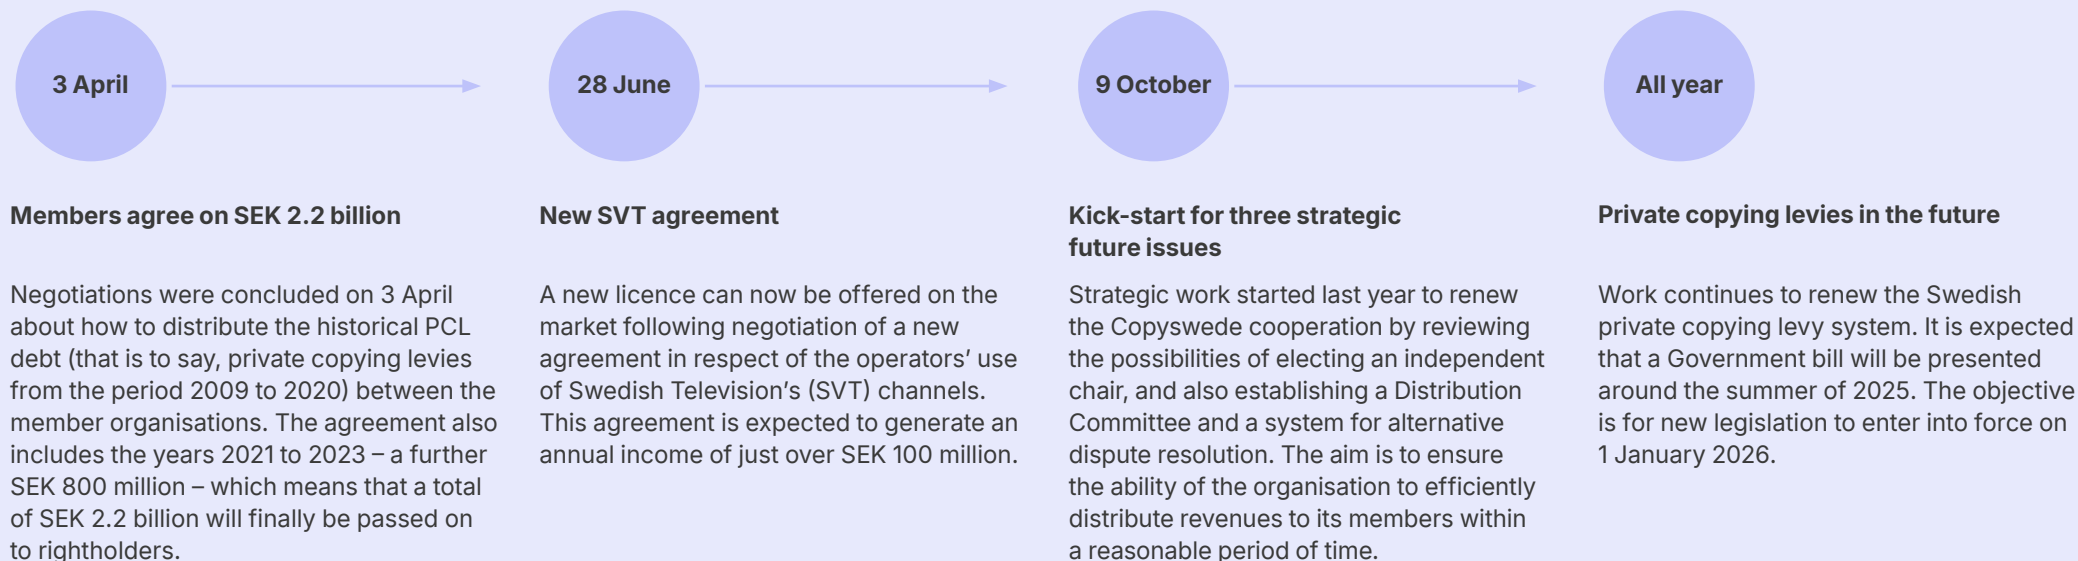 3 April
Members agree on SEK 2.2 billion
Negotiations were concluded on 3 April
about how to distribute the historical PCL
debt (that is to say, private copying levies
from the period 2009 to 2020) between the
member organisations. The agreement also
includes the years 2021 to 2023 – a further
SEK 800 million – which means that a total
of SEK 2.2 billion will finally be passed on
to rightholders.
28 June
New SVT agreement
A new licence can now be offered on the
market following negotiation of a new
agreement in respect of the operators’ use
of Swedish Television’s (SVT) channels.
This agreement is expected to generate an
annual income of just over SEK 100 million.
9 October
Kick-start for three strategic
future issues
Strategic work started last year to renew
the Copyswede cooperation by reviewing
the possibilities of electing an independent
chair, and also establishing a Distribution
Committee and a system for alternative
dispute resolution. The aim is to ensure
the ability of the organisation to efficiently
distribute revenues to its members within
a reasonable period of time.
All year
Private copying levies in the future
Work continues to renew the Swedish
private copying levy system. It is expected
that a Government bill will be presented
around the summer of 2025. The objective
is for new legislation to enter into force on
1 January 2026.